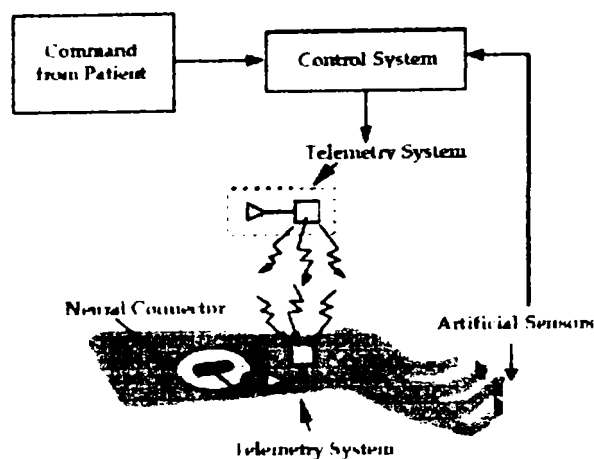 Command
from Patient
Control System
Telemetry System
Neural Connector
Artificial Sensors
Telemetry System